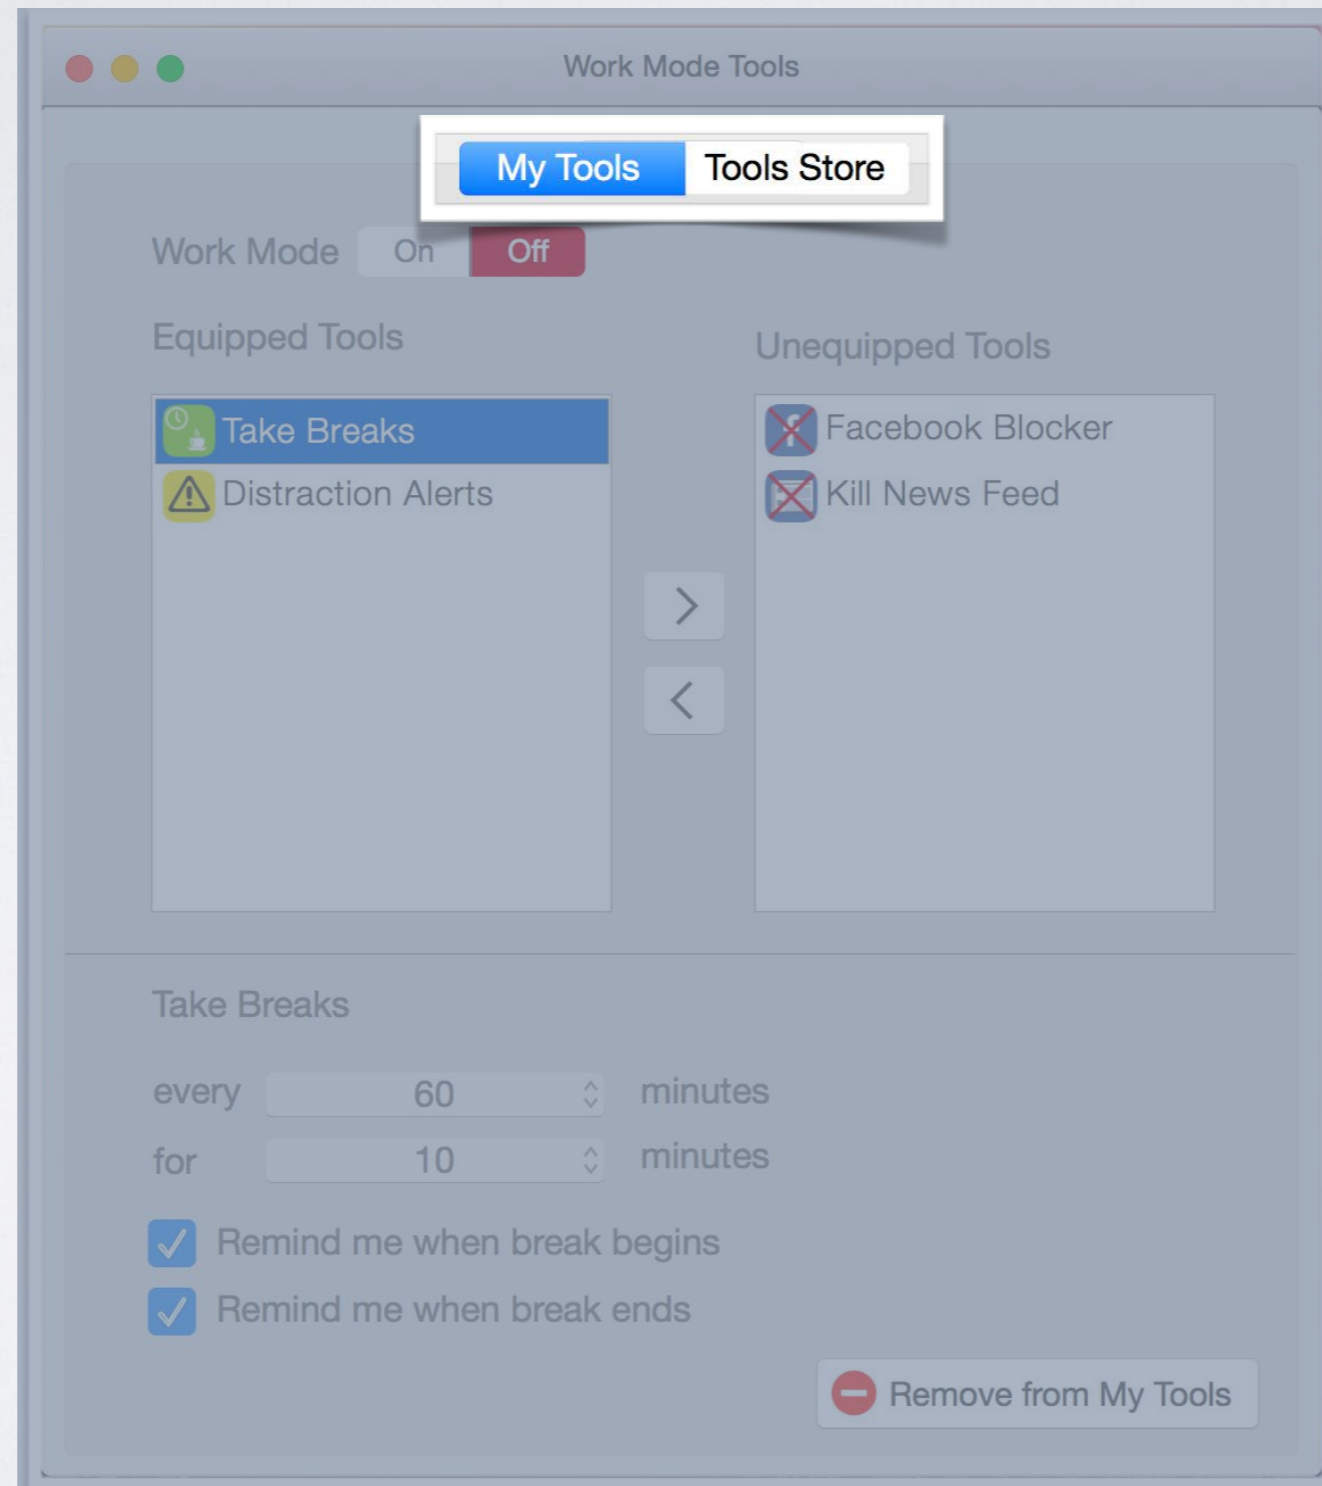 Work Mode Tools
My Tools Tools Store
Work Mode On Off
Equipped Tools
Unequipped Tools
Take Breaks
Distraction Alerts
Facebook Blocker
Kill News Feed
>
<
Take Breaks
every 60 minutes
for 10 minutes
Remind me when break begins
Remind me when break ends
Remove from My Tools